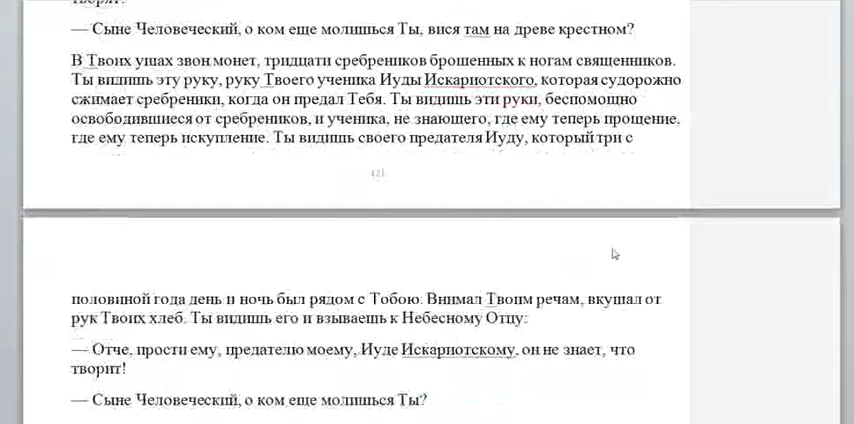 творят!
— Сыне Человеческий, о ком еще молишься Ты, вися там на древе крестном?
В Твоих ушах звон монет, тридцати сребреников брошенных к ногам священников.
Ты видишь эту руку, руку Твоего ученика Иуды Искариотского, которая судорожно
сжимает сребреники, когда он предал Тебя. Ты видишь эти руки, беспомощно
освободившиеся от сребреников, и ученика, не знающего, где ему теперь прощение,
где ему теперь искупление. Ты видишь своего предателя Иуду, который три с
121
половиной года день и ночь был рядом с Тобою. Внимал Твоим речам, вкушал от
рук Твоих хлеб. Ты видишь его и взываешь к Небесному Отцу:
— Отче, прости ему, предателю моему, Иуде Искариотскому, он не знает, что
творит!
— Сыне Человеческий, о ком еще молишься Ты?